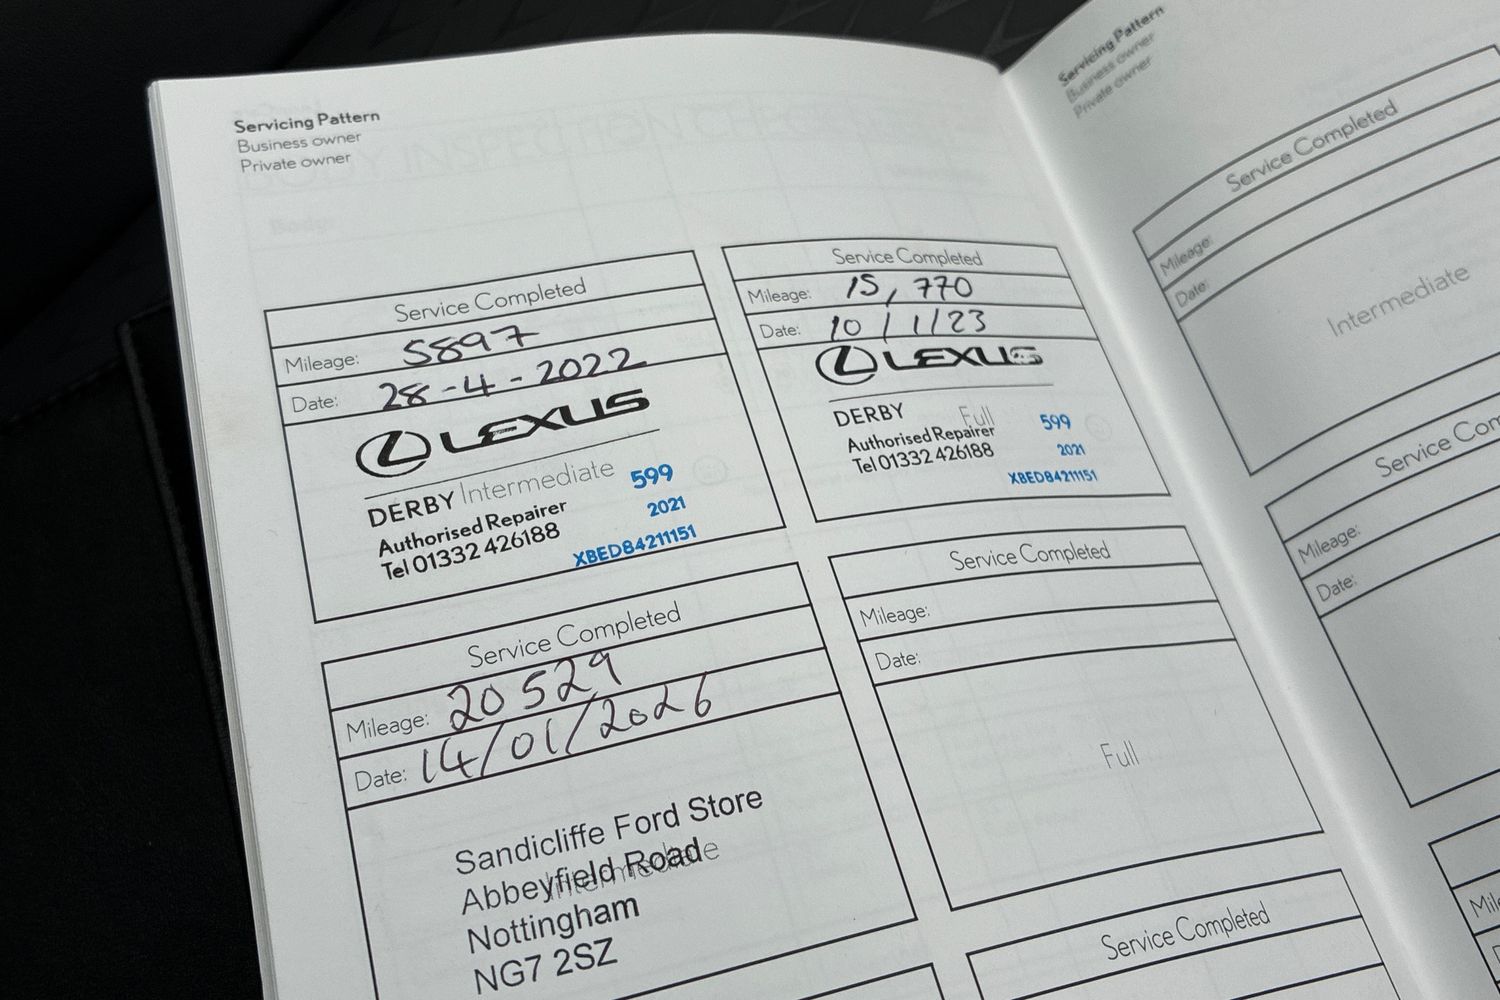 Servicing Pattern
Business owner
Private owner
Service Completed
Mileage: 5897
Date: 28-4-2022
LEXUS
DERBY Intermediate
Authorised Repairer
Tel 01332 426188
599
2021
XBED84211151
Service Completed
Mileage: 15,770
Date: 10/1/23
LEXUS
DERBY Full
Authorised Repairer
Tel 01332 426188
599
2021
XBED84211151
Service Completed
Mileage: 20529
Date: 14/01/2026
Sandicliffe Ford Store
Abbeyfield Road
Intermediate
Nottingham
NG7 2SZ
Service Completed
Mileage:
Date:
Full
Service Completed
Servicing Pattern
Business owner
Private owner
Service Completed
Mileage:
Date:
Intermediate
Service Com
Mileage:
Date:
Mile